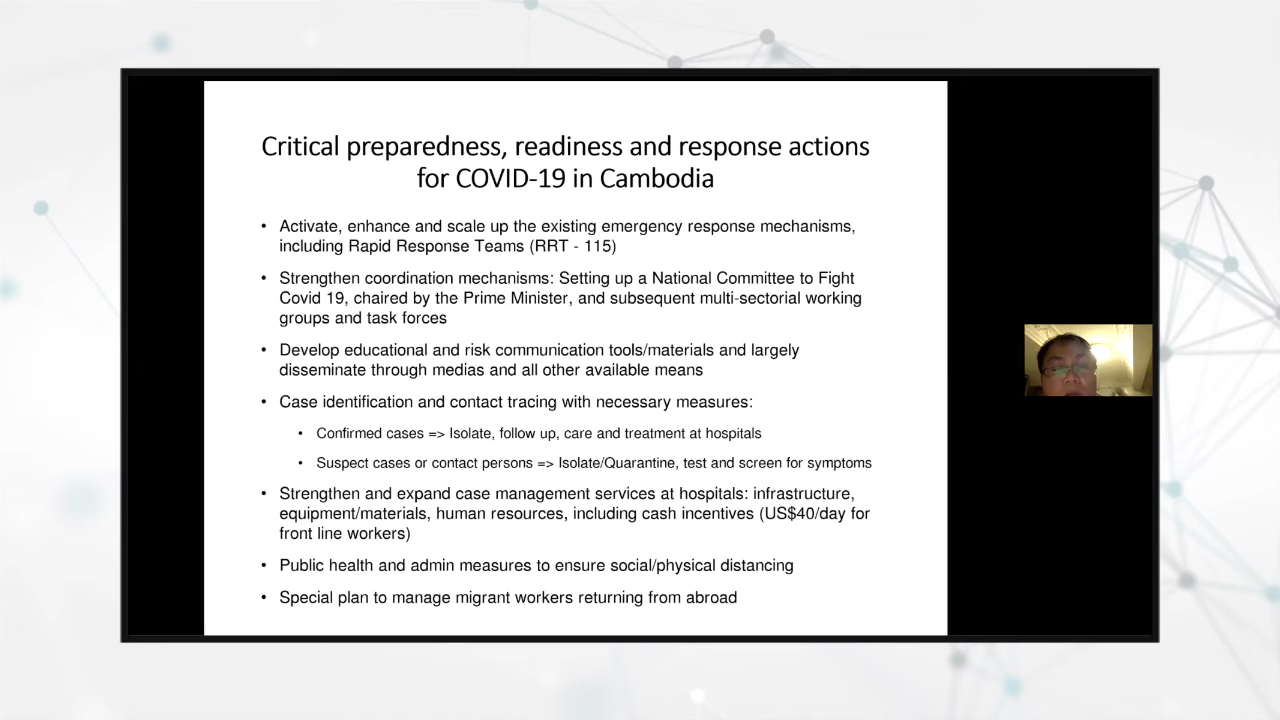 Critical preparedness, readiness and response actions
for COVID-19 in Cambodia
• Activate, enhance and scale up the existing emergency response mechanisms,
including Rapid Response Teams (RRT - 115)
• Strengthen coordination mechanisms: Setting up a National Committee to Fight
Covid 19, chaired by the Prime Minister, and subsequent multi-sectorial working
groups and task forces
• Develop educational and risk communication tools/materials and largely
disseminate through medias and all other available means
• Case identification and contact tracing with necessary measures:
• Confirmed cases => Isolate, follow up, care and treatment at hospitals
• Suspect cases or contact persons => Isolate/Quarantine, test and screen for symptoms
• Strengthen and expand case management services at hospitals: infrastructure,
equipment/materials, human resources, including cash incentives (US$40/day for
front line workers)
• Public health and admin measures to ensure social/physical distancing
• Special plan to manage migrant workers returning from abroad